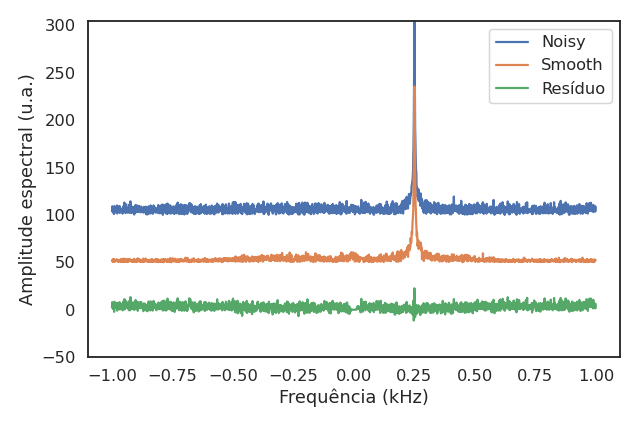 300
250
200
150
100
50
0
−50
Amplitude espectral (u.a.)
Noisy
Smooth
Resíduo
−1.00 −0.75 −0.50 −0.25 0.00 0.25 0.50 0.75 1.00
Frequência (kHz)